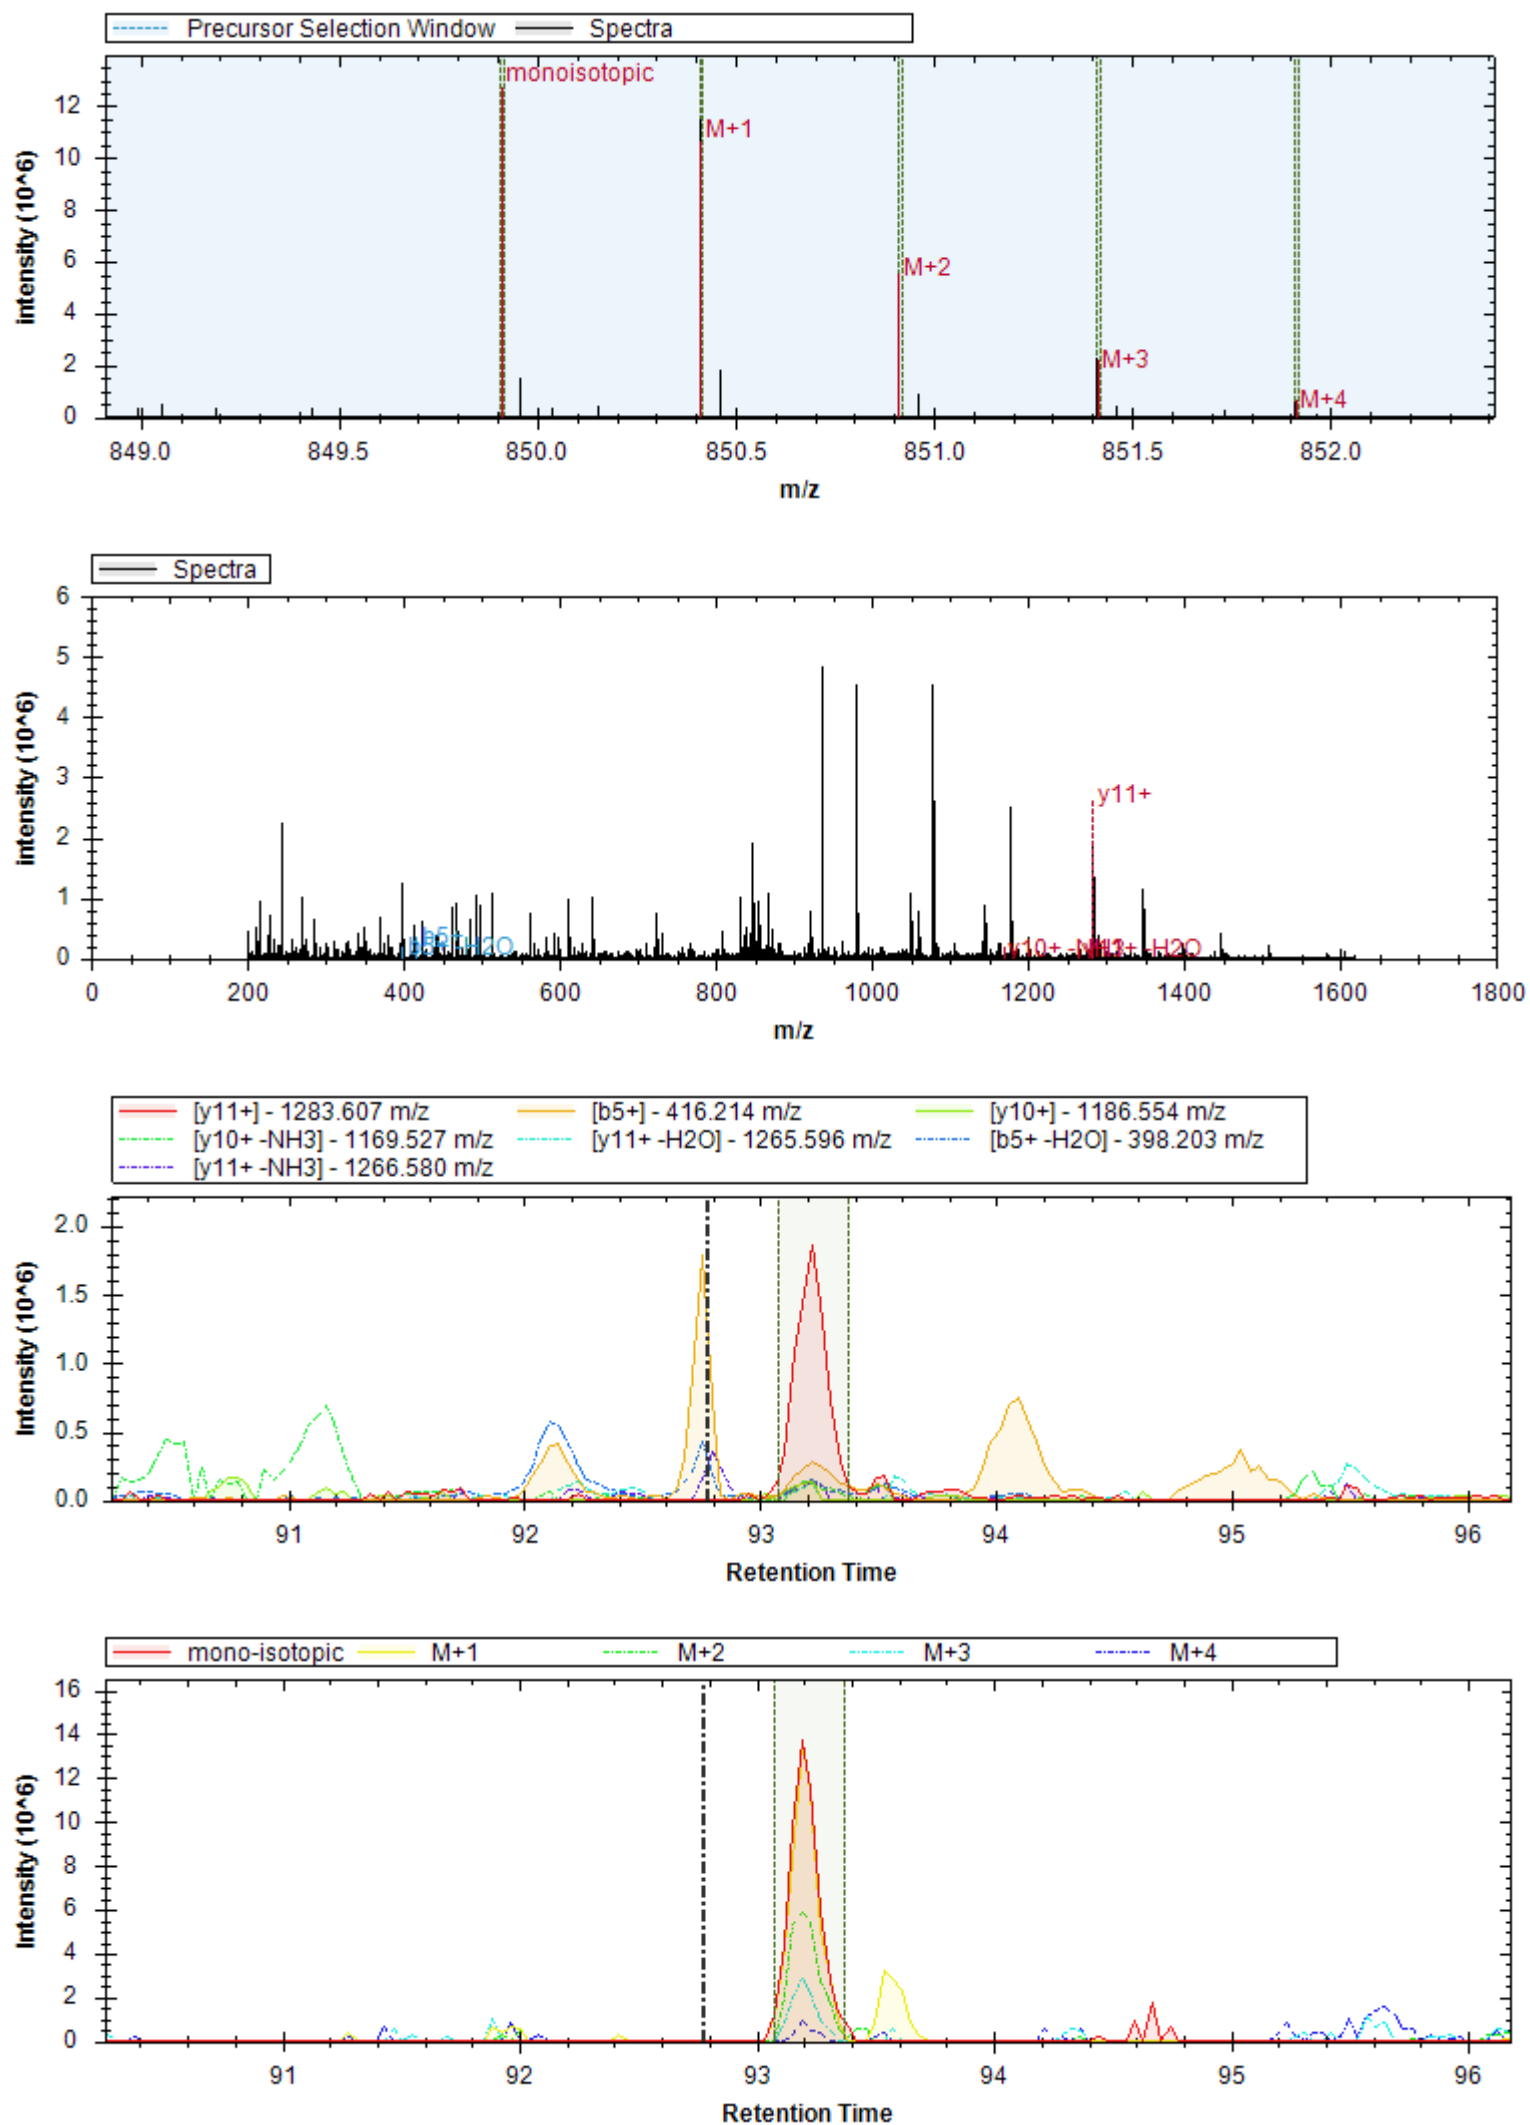 Precursor Selection Window Spectra
monoisotopic
M+1
M+2
M+3
M+4
intensity (10^6)
12
10
8
6
4
2
0
849.0 849.5 850.0 850.5 851.0 851.5 852.0
m/z
Spectra
intensity (10^6)
6
5
4
3
2
1
0
y11+
b5+
-H2O
y10+ -NH3
-H2O
0 200 400 600 800 1000 1200 1400 1600 1800
m/z
[y11+] - 1283.607 m/z [b5+] - 416.214 m/z [y10+] - 1186.554 m/z
[y10+ -NH3] - 1169.527 m/z [y11+ -H2O] - 1265.596 m/z [b5+ -H2O] - 398.203 m/z
[y11+ -NH3] - 1266.580 m/z
Intensity (10^6)
2.0
1.5
1.0
0.5
0.0
91 92 93 94 95 96
Retention Time
mono-isotopic M+1 M+2 M+3 M+4
Intensity (10^6)
16
14
12
10
8
6
4
2
0
91 92 93 94 95 96
Retention Time